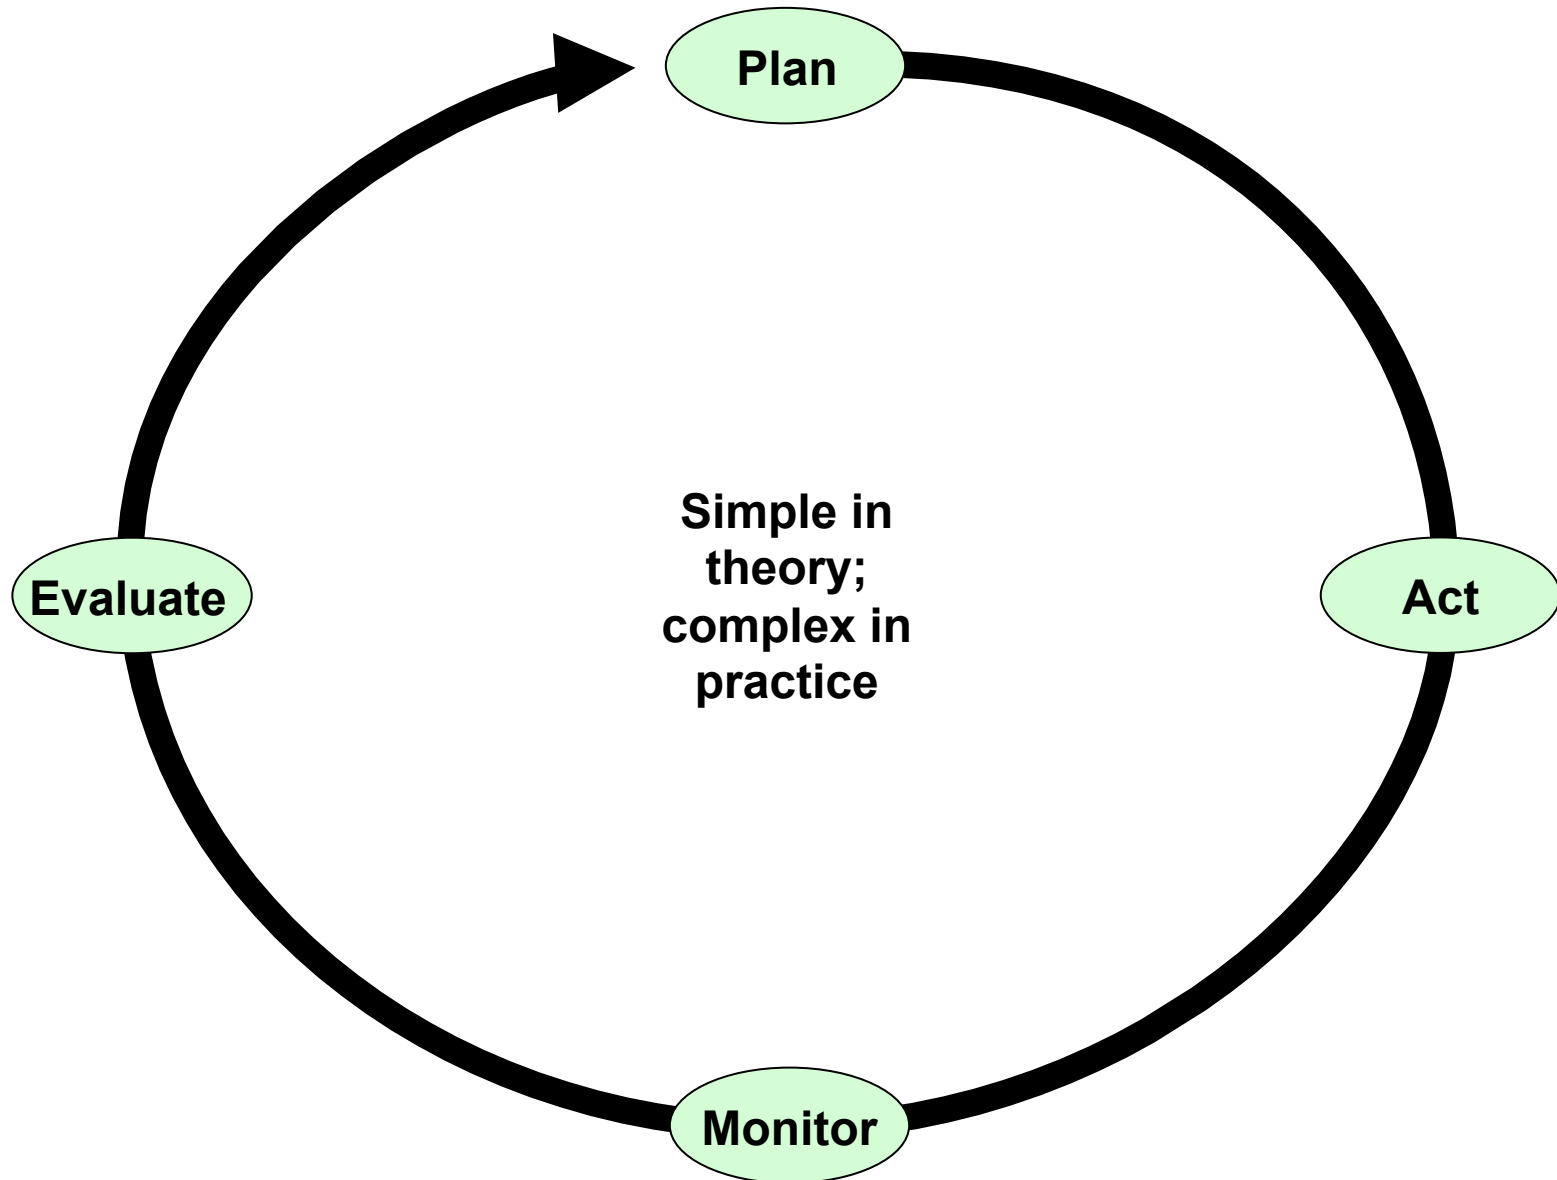 Plan
Simple in
theory;
complex in
practice
Evaluate
Act
Monitor